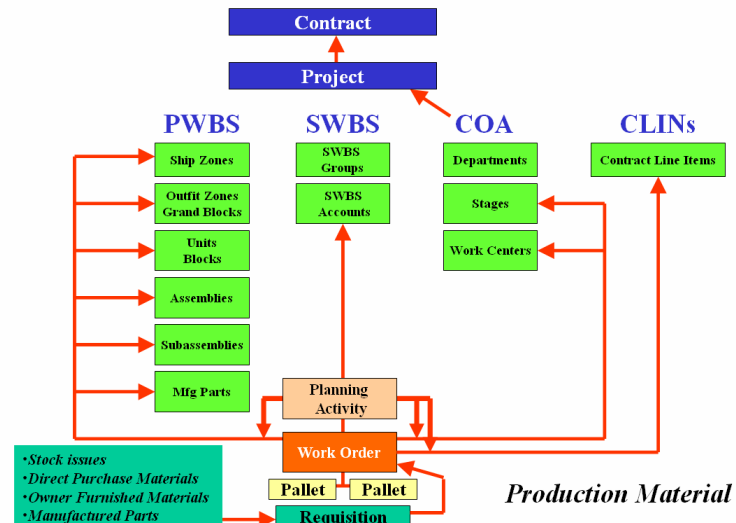 Contract
Project
PWBS
SWBS
COA
CLINs
Ship Zones
SWBS
Groups
Departments
Contract Line Items
Outfit Zones
Grand Blocks
SWBS
Accounts
Stages
Units
Blocks
Work Centers
Assemblies
Subassemblies
Mfg Parts
Planning
Activity
Work Order
•Stock issues
•Direct Purchase Materials
•Owner Furnished Materials
•Manufactured Parts
Pallet
Pallet
Requisition
Production Material